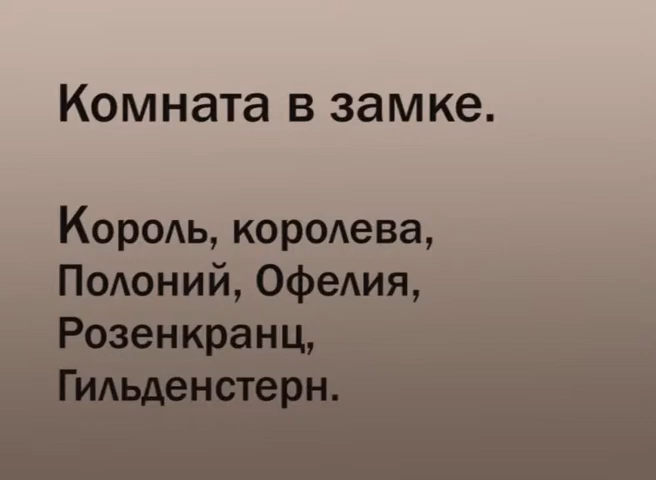 Комната в замке.
Король, королева,
Полоний, Офелия,
Розенкранц,
Гильденстерн.